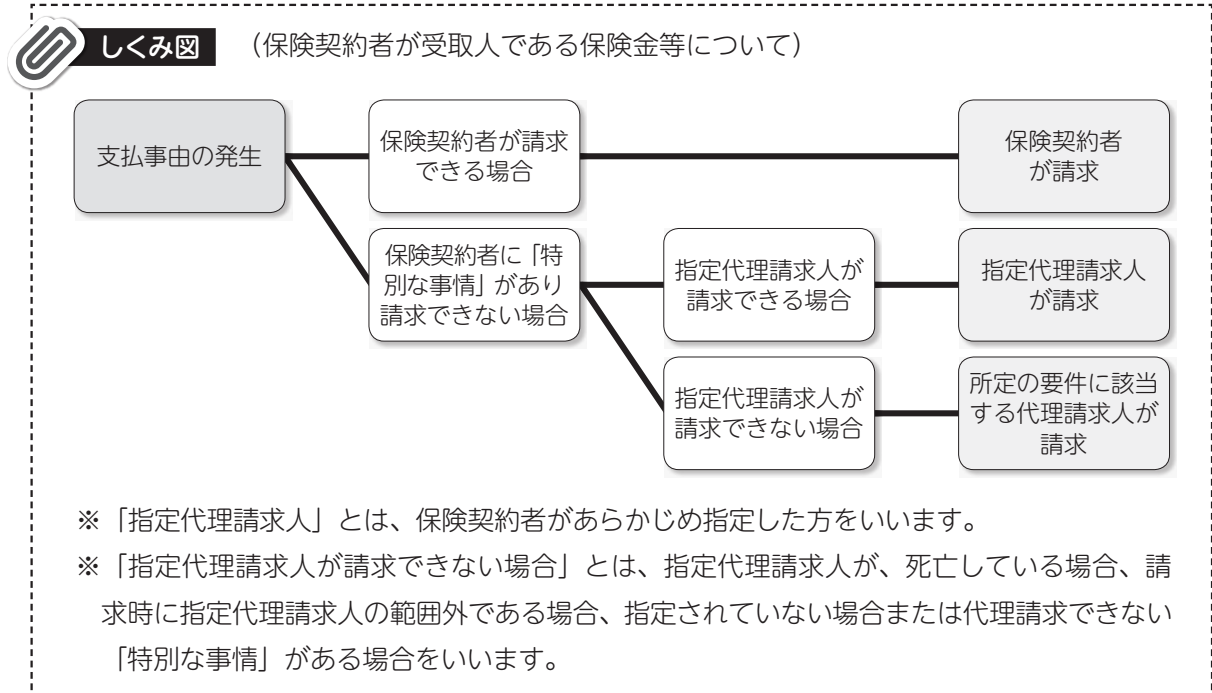 しくみ図 （保険契約者が受取人である保険金等について）
支払事由の発生
保険契約者が請求
できる場合
保険契約者
が請求
保険契約者に「特
別な事情」があり
請求できない場合
指定代理請求人が
請求できる場合
指定代理請求人
が請求
指定代理請求人が
請求できない場合
所定の要件に該当
する代理請求人が
請求
※「指定代理請求人」とは、保険契約者があらかじめ指定した方をいいます。
※「指定代理請求人が請求できない場合」とは、指定代理請求人が、死亡している場合、請
求時に指定代理請求人の範囲外である場合、指定されていない場合または代理請求できない
「特別な事情」がある場合をいいます。